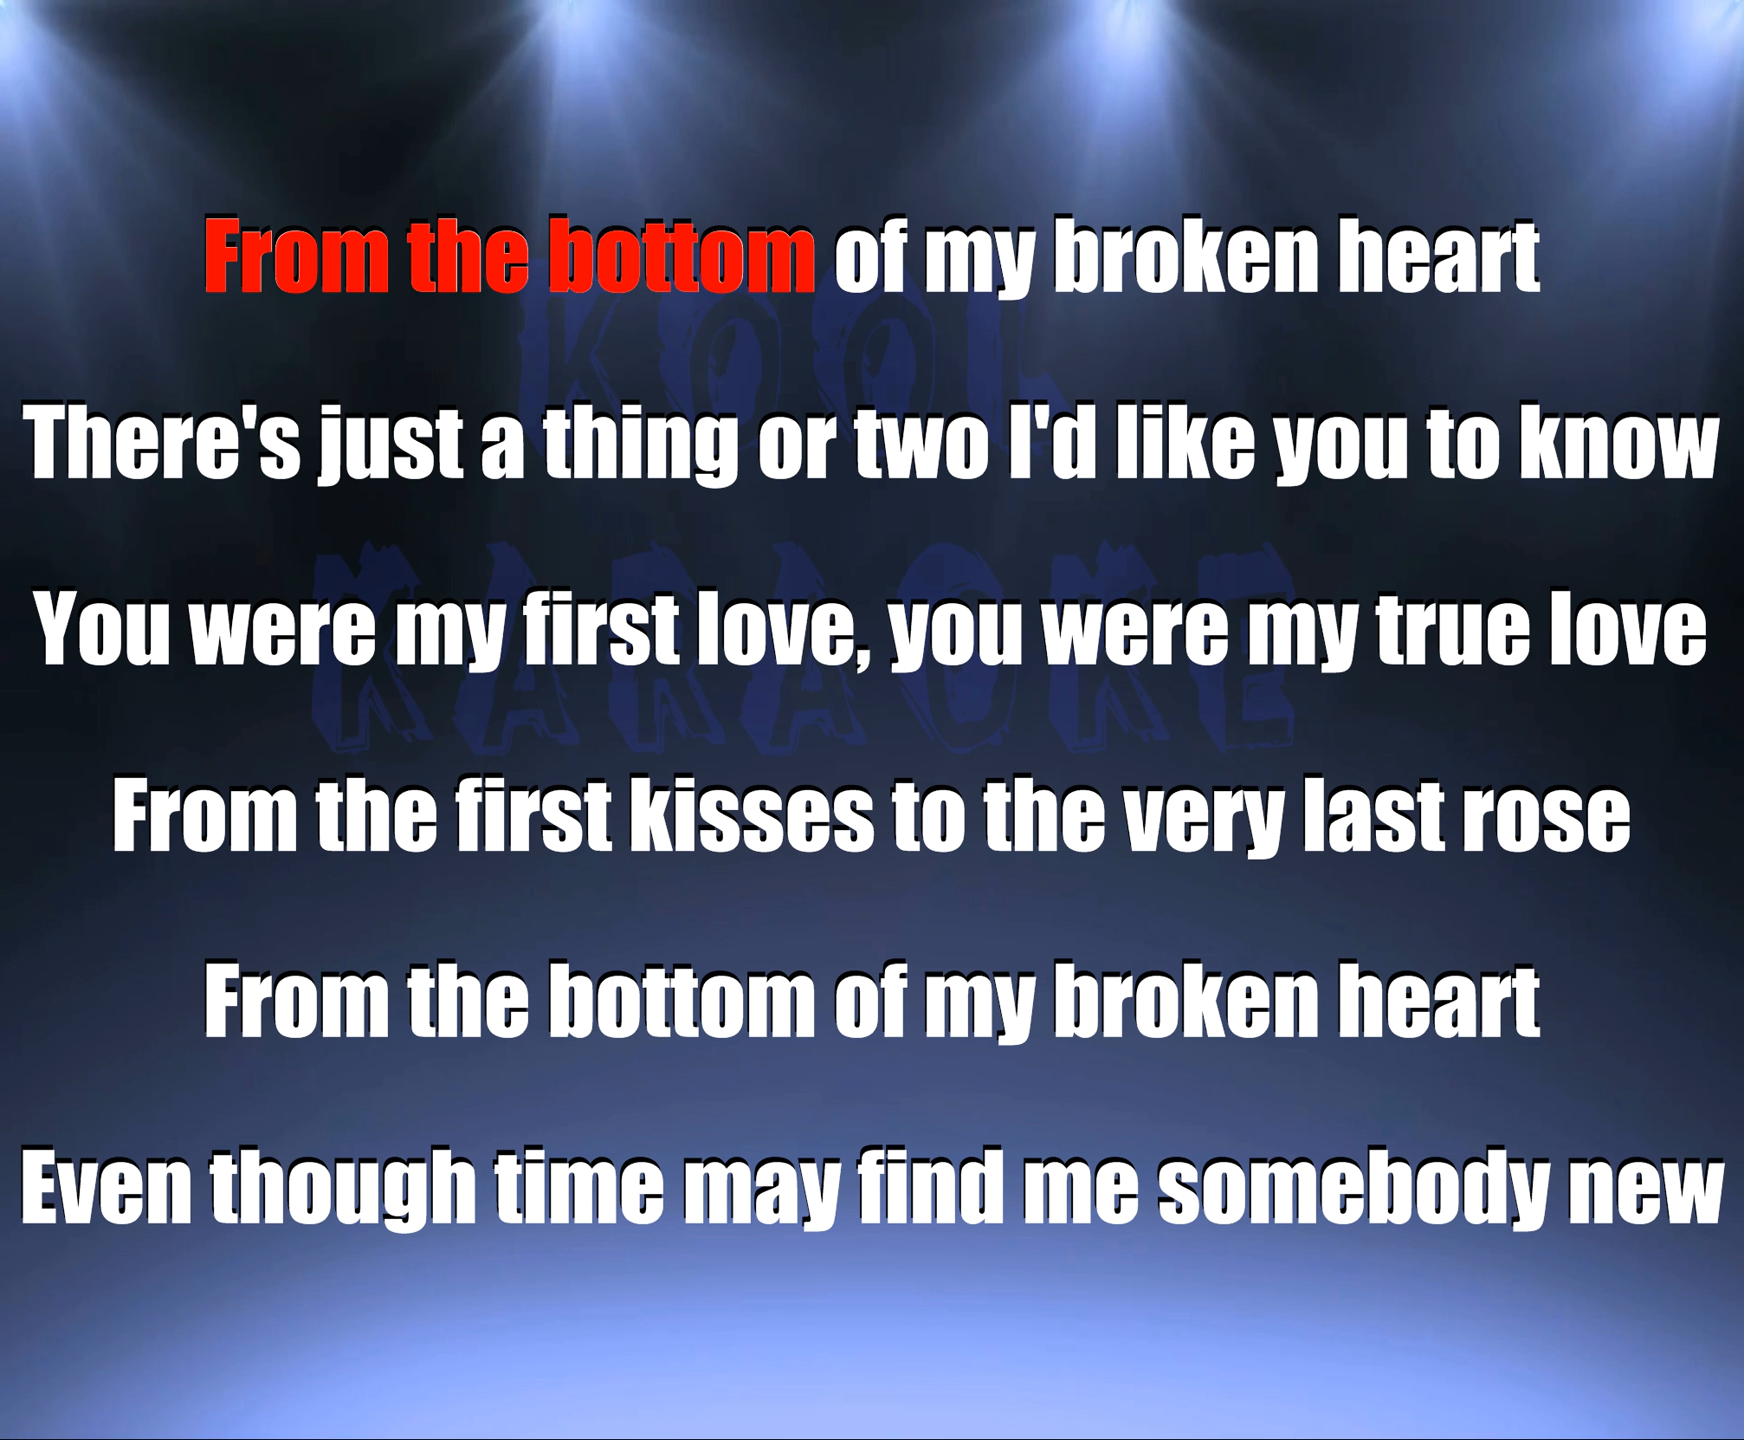 From the bottom of my broken heart
There's just a thing or two I'd like you to know
You were my first love, you were my true love
From the first kisses to the very last rose
From the bottom of my broken heart
Even though time may find me somebody new
KOOL
KARAOKE